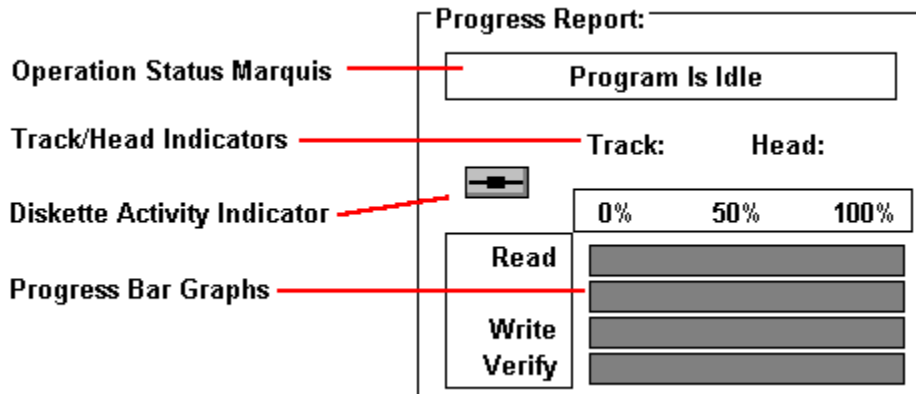 Progress Report:
Operation Status Marquis
Program Is Idle
Track/Head Indicators
Track: Head:
Diskette Activity Indicator
0% 50% 100%
Read
Progress Bar Graphs
Write
Verify